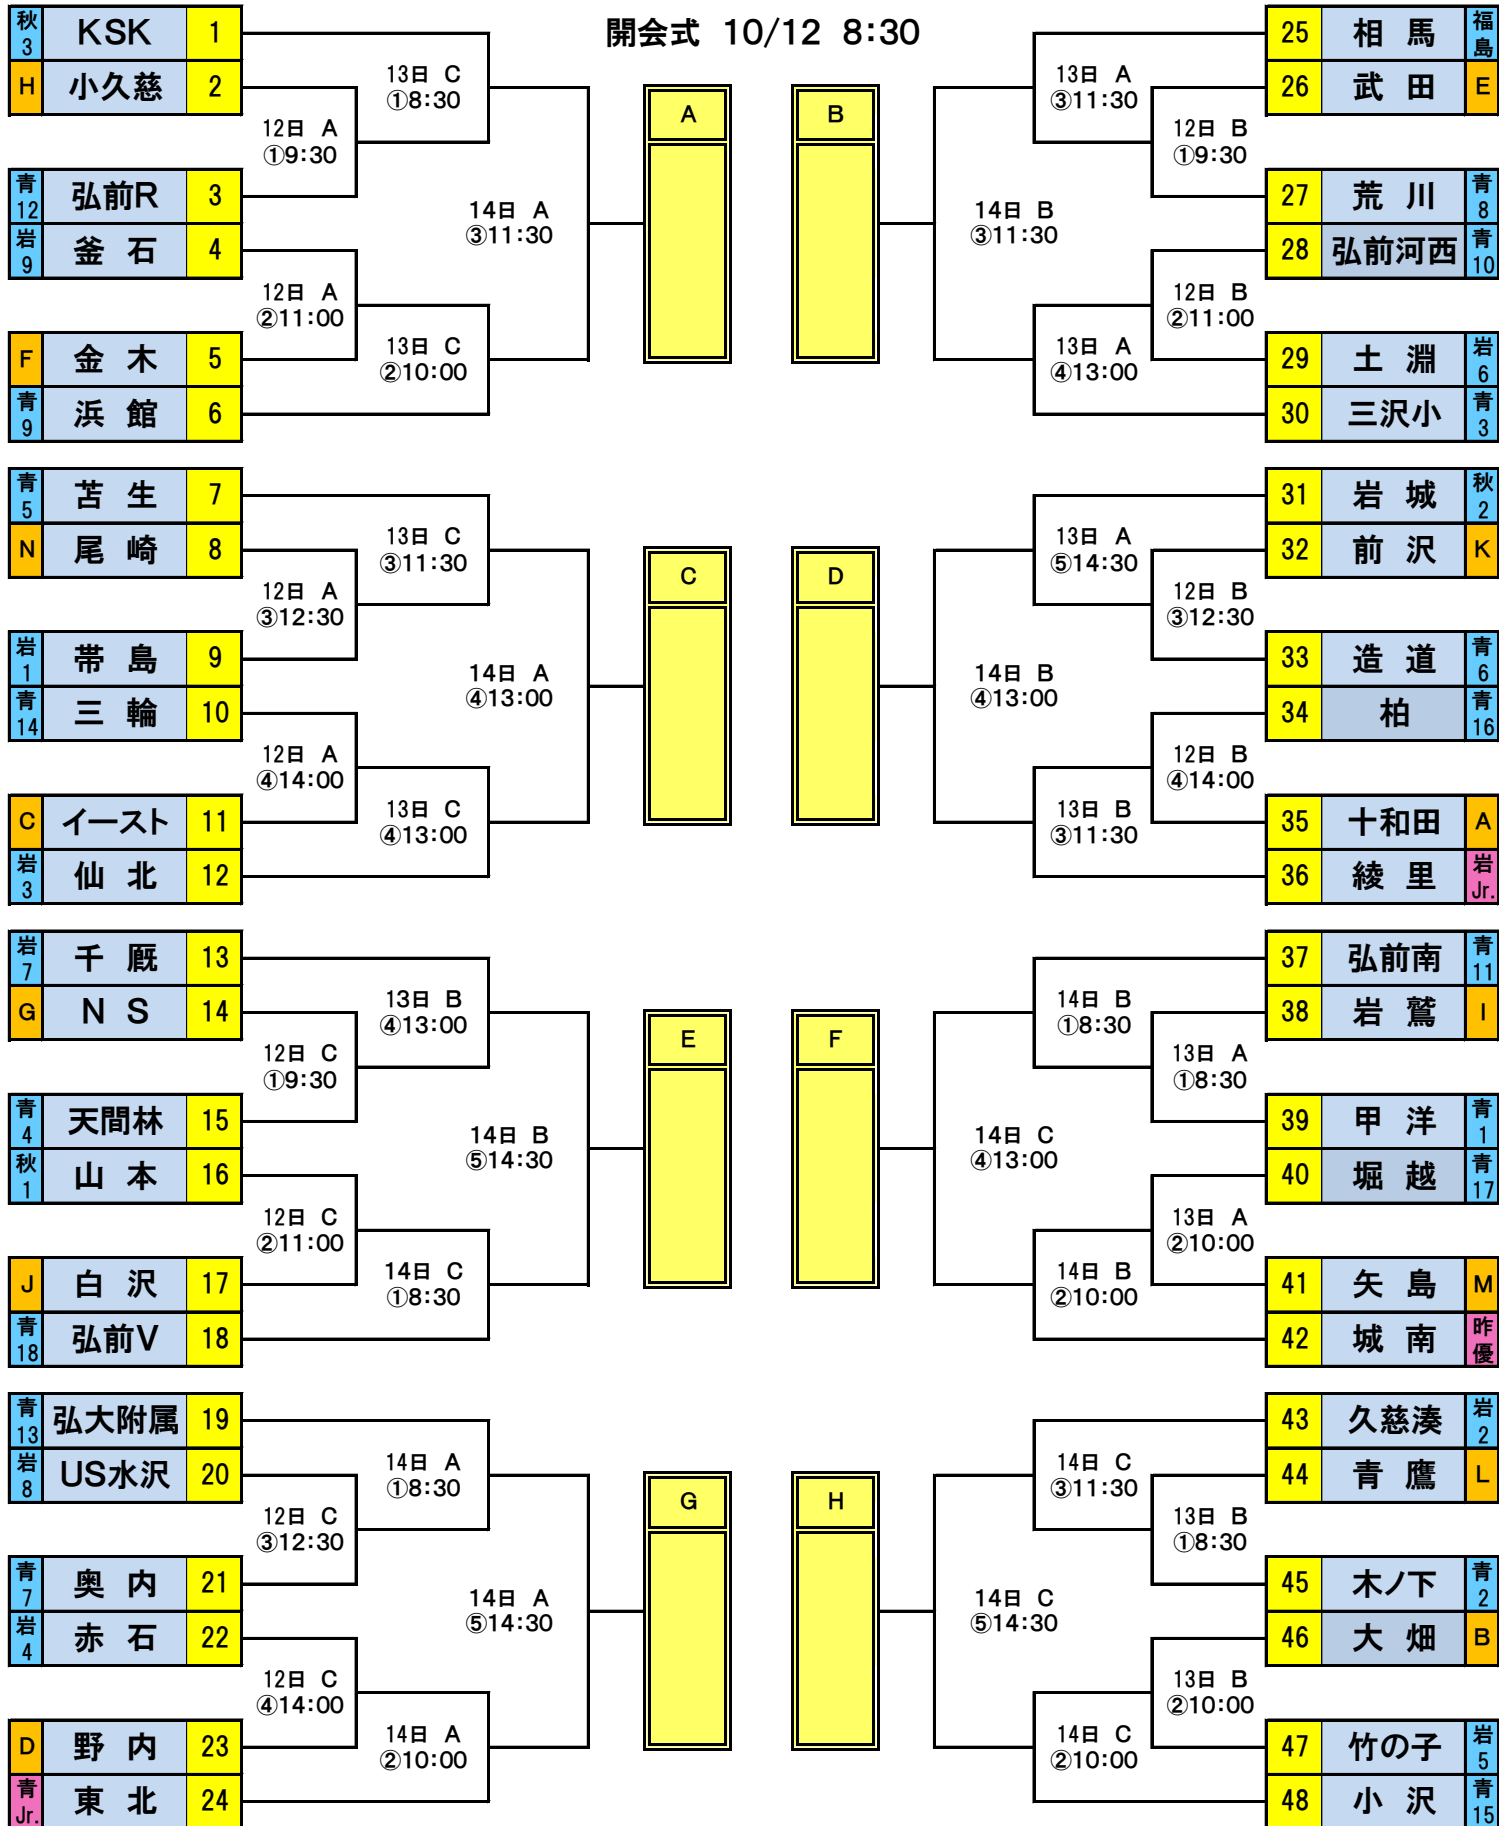 開会式 10/12 8:30
秋3 KSK 1
H 小久慈 2
13日 C
①8:30
12日 A
①9:30
青12 弘前R 3
岩9 釜石 4
14日 A
③11:30
12日 A
②11:00
F 金木 5
青9 浜館 6
13日 C
②10:00
A
青5 苫生 7
N 尾崎 8
13日 C
③11:30
12日 A
③12:30
岩1 帯島 9
青14 三輪 10
14日 A
④13:00
12日 A
④14:00
C イースト 11
岩3 仙北 12
13日 C
④13:00
C
岩7 千厩 13
G NS 14
13日 B
④13:00
12日 C
①9:30
青4 天間林 15
秋1 山本 16
14日 B
⑤14:30
12日 C
②11:00
J 白沢 17
青18 弘前V 18
14日 C
①8:30
E
青13 弘大附属 19
岩8 US水沢 20
14日 A
①8:30
12日 C
③12:30
青7 奥内 21
岩4 赤石 22
14日 A
⑤14:30
12日 C
④14:00
D 野内 23
青Jr. 東北 24
14日 A
②10:00
G
25 相馬 福島
26 武田 E
13日 A
③11:30
12日 B
①9:30
27 荒川 青8
28 弘前河西 青10
14日 B
③11:30
12日 B
②11:00
29 土淵 岩6
30 三沢小 青3
13日 A
④13:00
B
31 岩城 秋2
32 前沢 K
13日 A
⑤14:30
12日 B
③12:30
33 造道 青6
34 柏 青16
14日 B
④13:00
12日 B
④14:00
35 十和田 A
36 綾里 岩Jr.
13日 B
③11:30
D
37 弘前南 青11
38 岩鷲 I
14日 B
①8:30
13日 A
①8:30
39 甲洋 青1
40 堀越 青17
14日 C
④13:00
13日 A
②10:00
41 矢島 M
42 城南 昨優
14日 B
②10:00
F
43 久慈湊 岩2
44 青鷹 L
14日 C
③11:30
13日 B
①8:30
45 木ノ下 青2
46 大畑 B
14日 C
⑤14:30
13日 B
②10:00
47 竹の子 岩5
48 小沢 青15
14日 C
②10:00
H